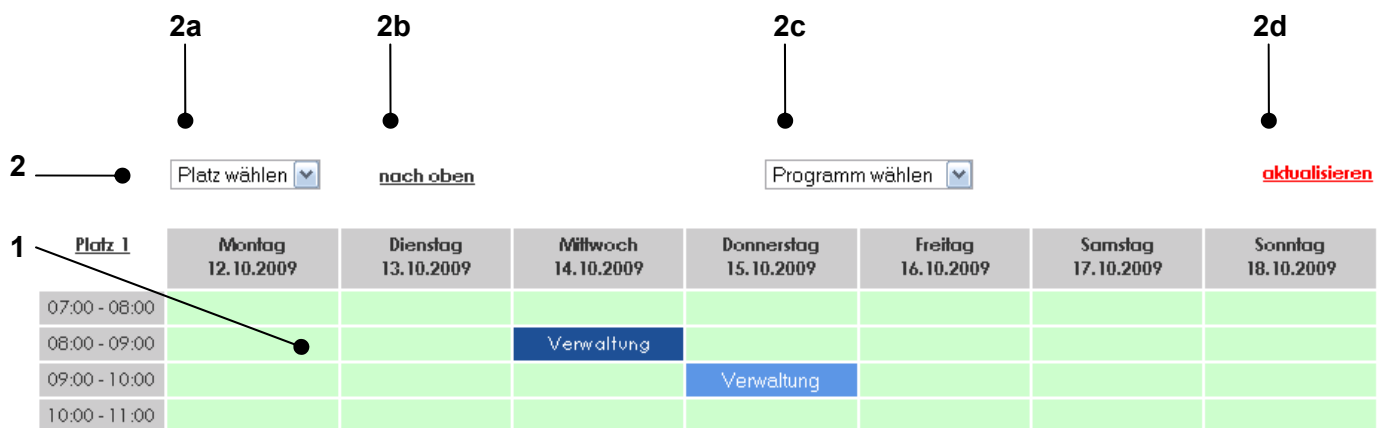 2a 2b 2c 2d
2 Platz wählen nach oben Programm wählen aktualisieren
1 Platz 1 Montag Dienstag Mittwoch Donnerstag Freitag Samstag Sonntag
12.10.2009 13.10.2009 14.10.2009 15.10.2009 16.10.2009 17.10.2009 18.10.2009
07:00 - 08:00
08:00 - 09:00 Verwaltung
09:00 - 10:00 Verwaltung
10:00 - 11:00